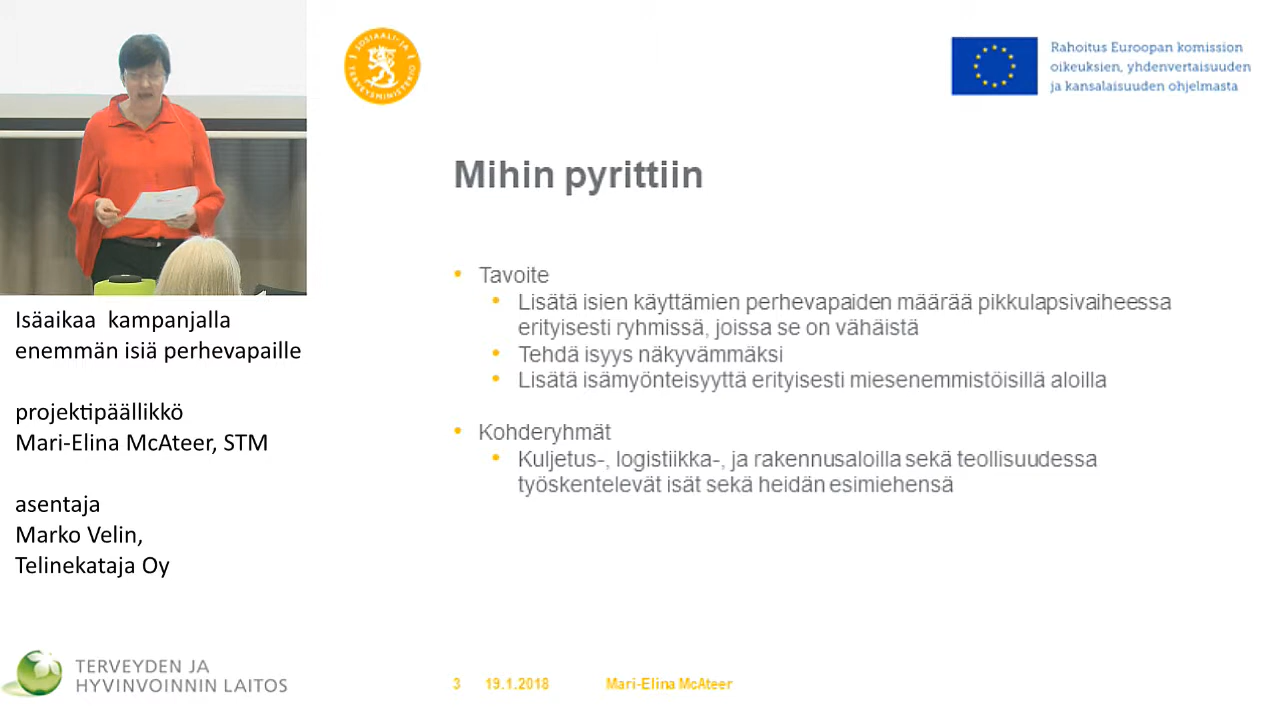 SOSIAALI- JA TERVEYSMINISTERIÖ
Rahoitus Euroopan komission
oikeuksien, yhdenvertaisuuden
ja kansalaisuuden ohjelmasta
Mihin pyrittiin
• Tavoite
• Lisätä isien käyttämien perhevapaiden määrää pikkulapsivaiheessa
erityisesti ryhmissä, joissa se on vähäistä
• Tehdä isyys näkyvämmäksi
• Lisätä isämyönteisyyttä erityisesti miesenemmistöisillä aloilla
• Kohderyhmät
• Kuljetus-, logistiikka-, ja rakennusaloilla sekä teollisuudessa
työskentelevät isät sekä heidän esimiehensä
Isäaikaa kampanjalla
enemmän isiä perhevapaille
projektipäällikkö
Mari-Elina McAteer, STM
asentaja
Marko Velin,
Telinekataja Oy
TERVEYDEN JA
HYVINVOINNIN LAITOS
3 19.1.2018 Mari-Elina McAteer